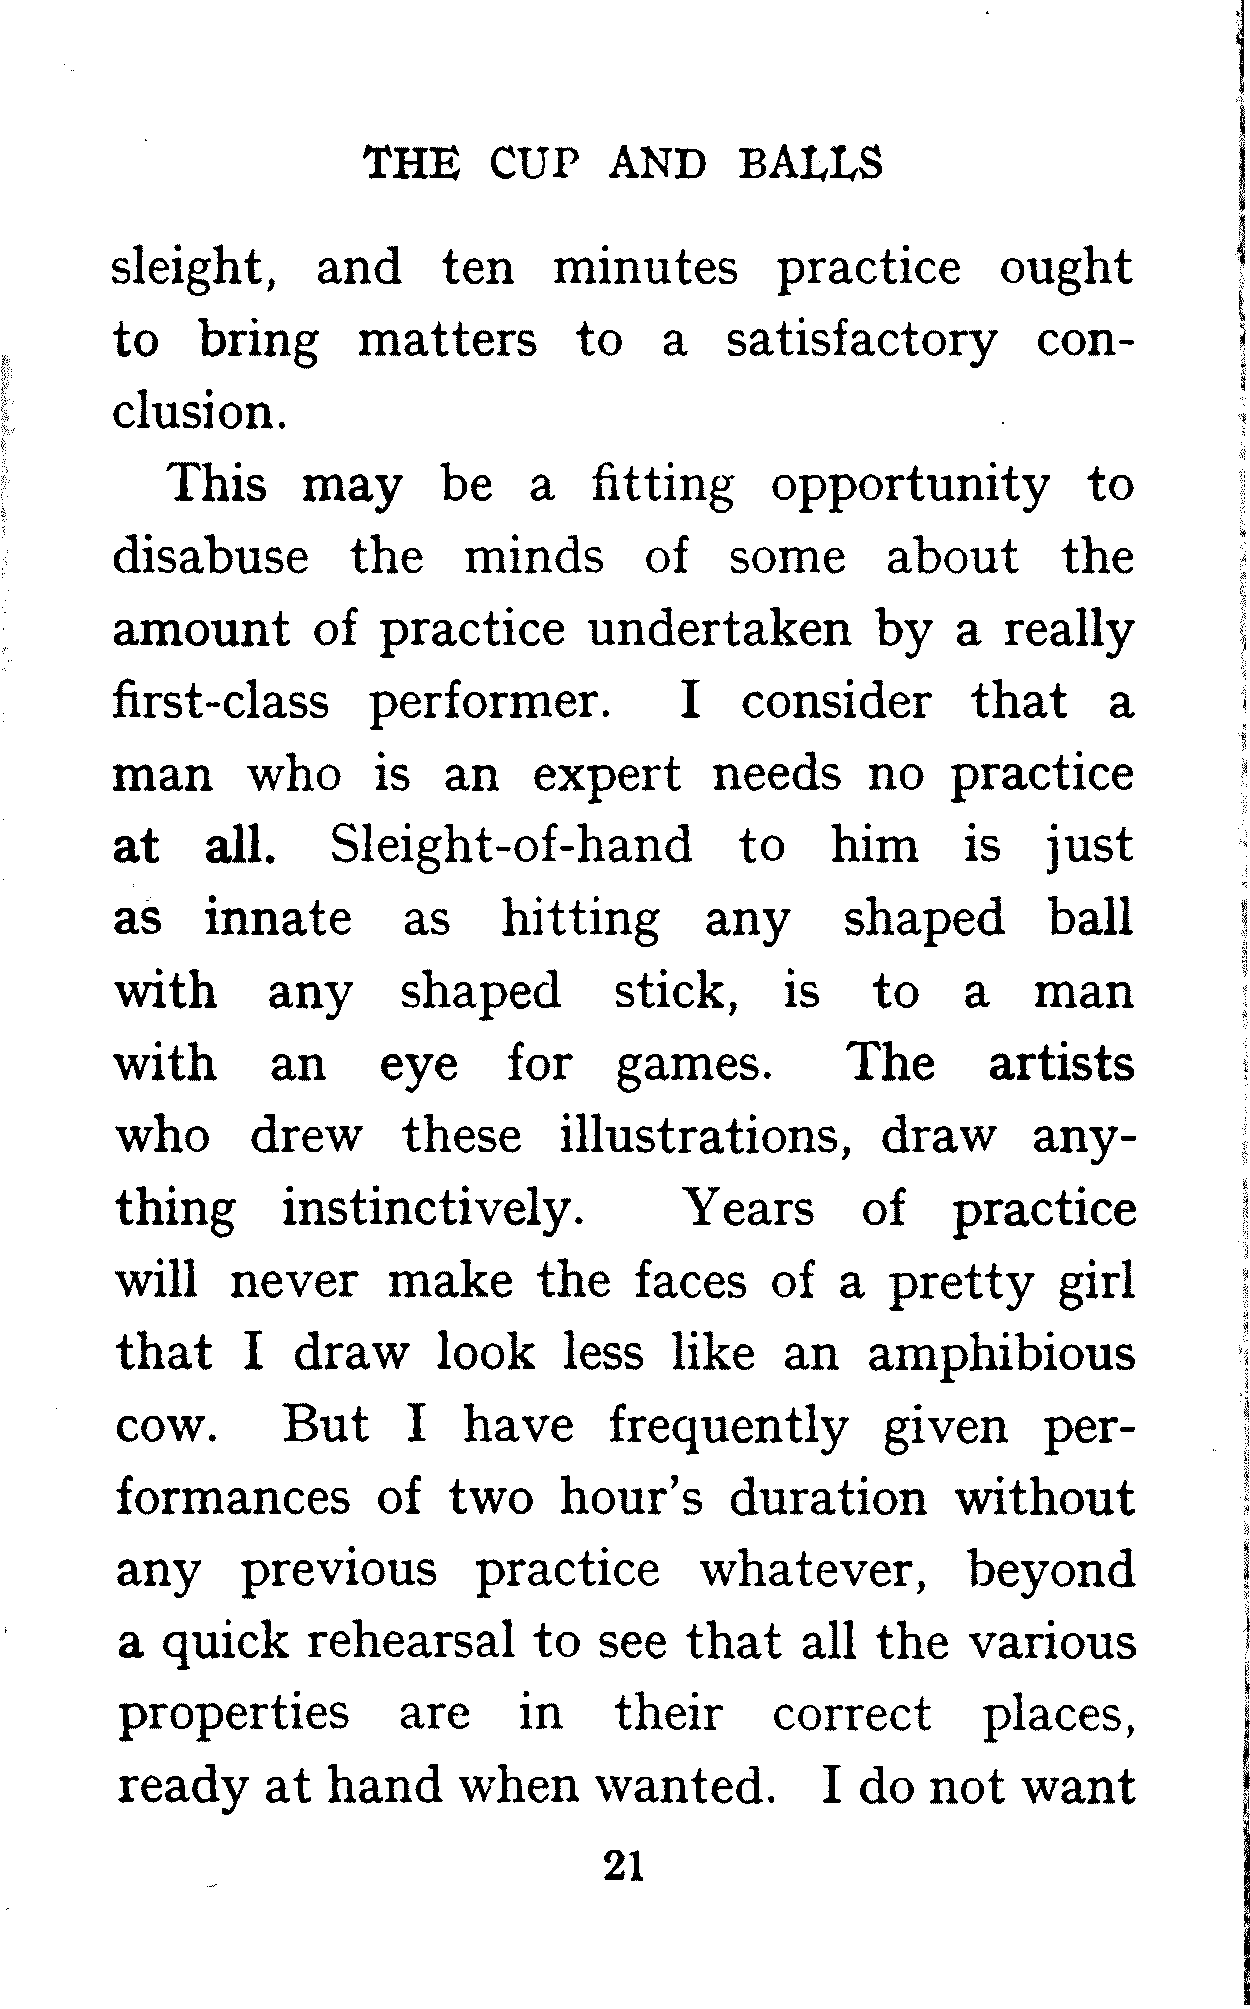 THE CUP AND BALLS
sleight, and ten minutes practice ought
to bring matters to a satisfactory con-
clusion.
This may be a fitting opportunity to
disabuse the minds of some about the
amount of practice undertaken by a really
first-class performer. I consider that a
man who is an expert needs no practice
at all. Sleight-of-hand to him is just
as innate as hitting any shaped ball
with any shaped stick, is to a man
with an eye for games. The artists
who drew these illustrations, draw any-
thing instinctively. Years of practice
will never make the faces of a pretty girl
that I draw look less like an amphibious
cow. But I have frequently given per-
formances of two hour's duration without
any previous practice whatever, beyond
a quick rehearsal to see that all the various
properties are in their correct places,
ready at hand when wanted. I do not want
21